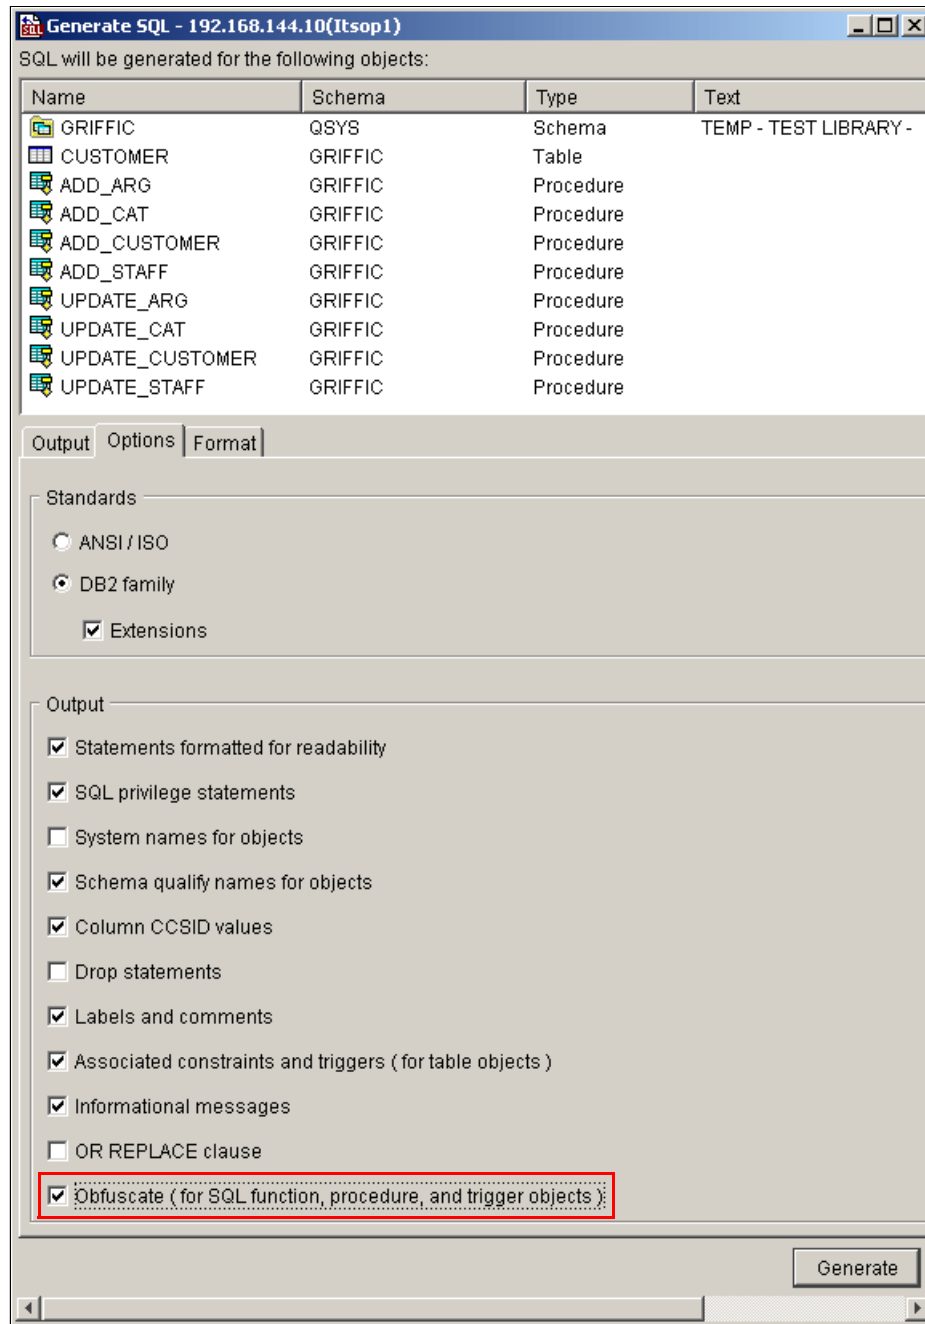 Generate SQL - 192.168.144.10(Itsop1)
SQL will be generated for the following objects:
Name Schema Type Text
GRIFFIC QSYS Schema TEMP - TEST LIBRARY -
CUSTOMER GRIFFIC Table
ADD_ARG GRIFFIC Procedure
ADD_CAT GRIFFIC Procedure
ADD_CUSTOMER GRIFFIC Procedure
ADD_STAFF GRIFFIC Procedure
UPDATE_ARG GRIFFIC Procedure
UPDATE_CAT GRIFFIC Procedure
UPDATE_CUSTOMER GRIFFIC Procedure
UPDATE_STAFF GRIFFIC Procedure
Output Options Format
Standards
ANSI / ISO
DB2 family
Extensions
Output
Statements formatted for readability
SQL privilege statements
System names for objects
Schema qualify names for objects
Column CCSID values
Drop statements
Labels and comments
Associated constraints and triggers ( for table objects )
Informational messages
OR REPLACE clause
Obfuscate ( for SQL function, procedure, and trigger objects )
Generate